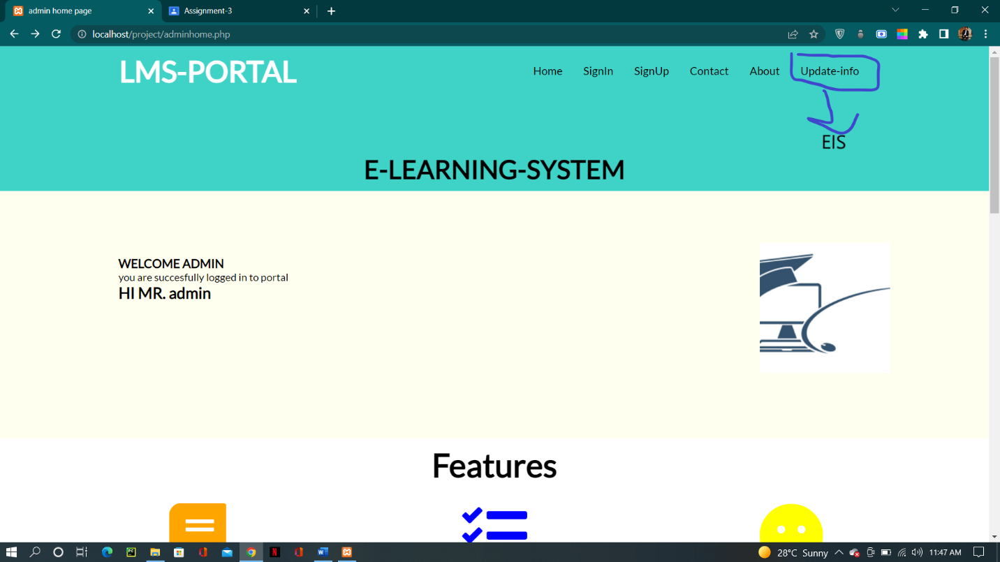 admin home page
Assignment-3
localhost/project/adminhome.php
LMS-PORTAL
Home SignIn SignUp Contact About Update-info
EIS
E-LEARNING-SYSTEM
WELCOME ADMIN
you are succesfully logged in to portal
HI MR. admin
Features
28°C Sunny 11:47 AM